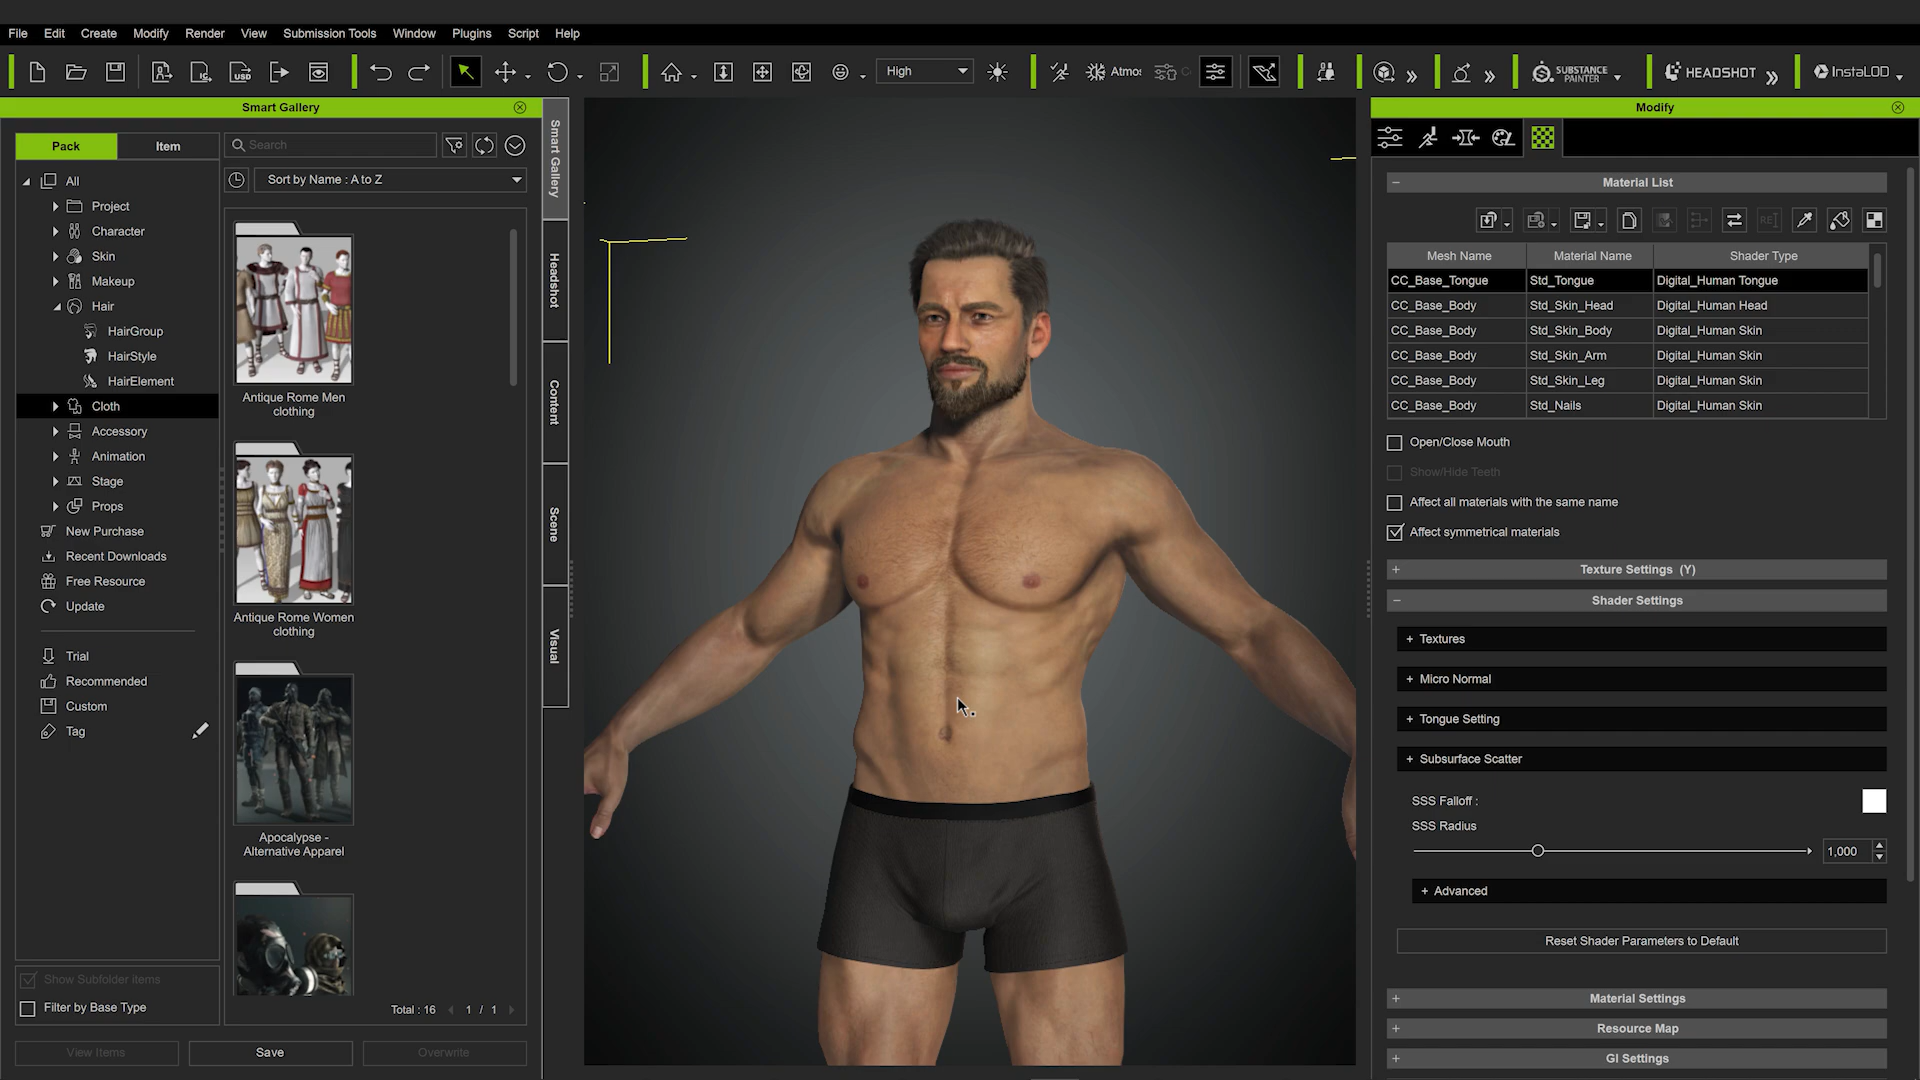 File Edit Create Modify Render View Submission Tools Window Plugins Script Help
High
Atmo
SUBSTANCE PAINTER
HEADSHOT
INSTALOD
Smart Gallery
Pack
Item
Search
Sort by Name : A to Z
All
Project
Character
Skin
Makeup
Hair
HairGroup
HairStyle
HairElement
Cloth
Accessory
Animation
Stage
Props
New Purchase
Recent Downloads
Free Resource
Update
Trial
Recommended
Custom
Tag
Show Subfolder items
Filter by Base Type
Antique Rome Men
clothing
Antique Rome Women
clothing
Apocalypse -
Alternative Apparel
Total : 16 1 / 1
View Items
Save
Overwrite
Smart Gallery
Headshot
Content
Scene
Visual
Modify
Material List
Mesh Name Material Name Shader Type
CC_Base_Tongue Std_Tongue Digital_Human Tongue
CC_Base_Body Std_Skin_Head Digital_Human Head
CC_Base_Body Std_Skin_Body Digital_Human Skin
CC_Base_Body Std_Skin_Arm Digital_Human Skin
CC_Base_Body Std_Skin_Leg Digital_Human Skin
CC_Base_Body Std_Nails Digital_Human Skin
Open/Close Mouth
Show/Hide Teeth
Affect all materials with the same name
Affect symmetrical materials
+ Texture Settings (Y)
− Shader Settings
+ Textures
+ Micro Normal
+ Tongue Setting
+ Subsurface Scatter
SSS Falloff :
SSS Radius
1,000
+ Advanced
Reset Shader Parameters to Default
+ Material Settings
+ Resource Map
+ GI Settings